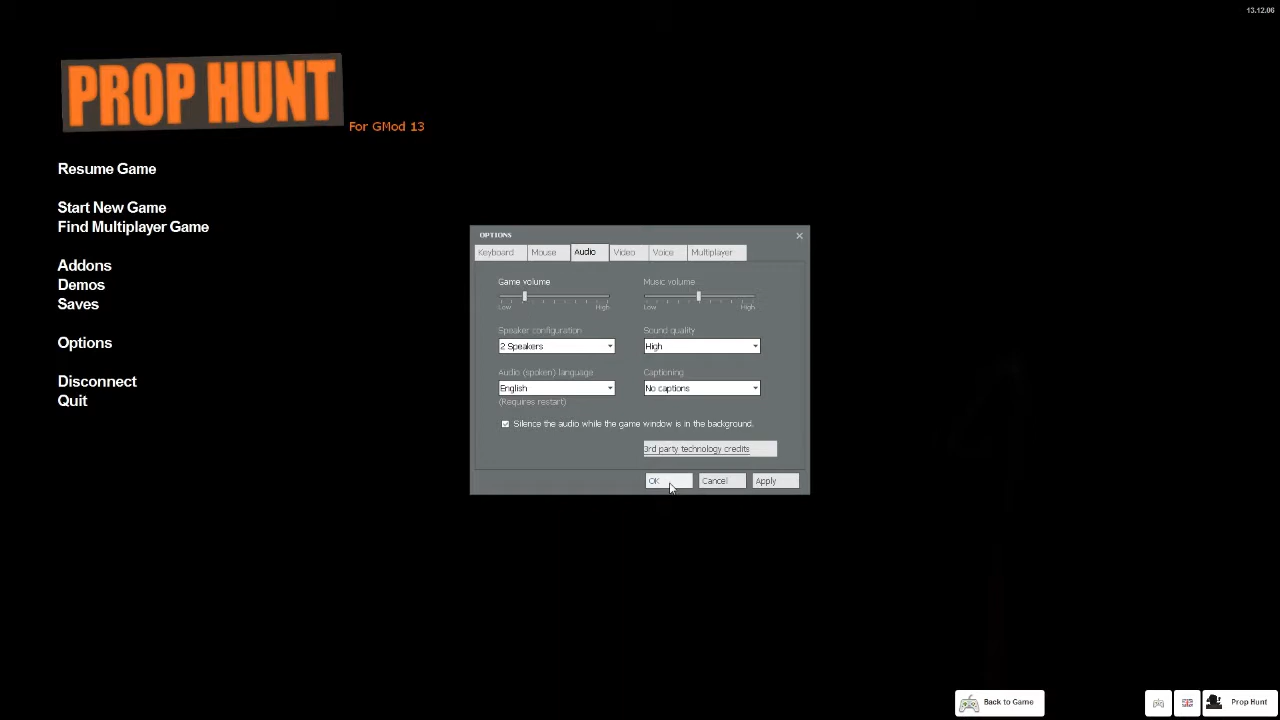 13.12.06
PROP HUNT
For GMod 13
Resume Game
Start New Game
Find Multiplayer Game
Addons
Demos
Saves
Options
Disconnect
Quit
OPTIONS
Keyboard Mouse Audio Video Voice Multiplayer
Game volume Music volume
Low High Low High
Speaker configuration Sound quality
2 Speakers High
Audio (spoken) language Captioning
English No captions
(Requires restart)
Silence the audio while the game window is in the background.
3rd party technology credits
OK Cancel Apply
Back to Game Prop Hunt